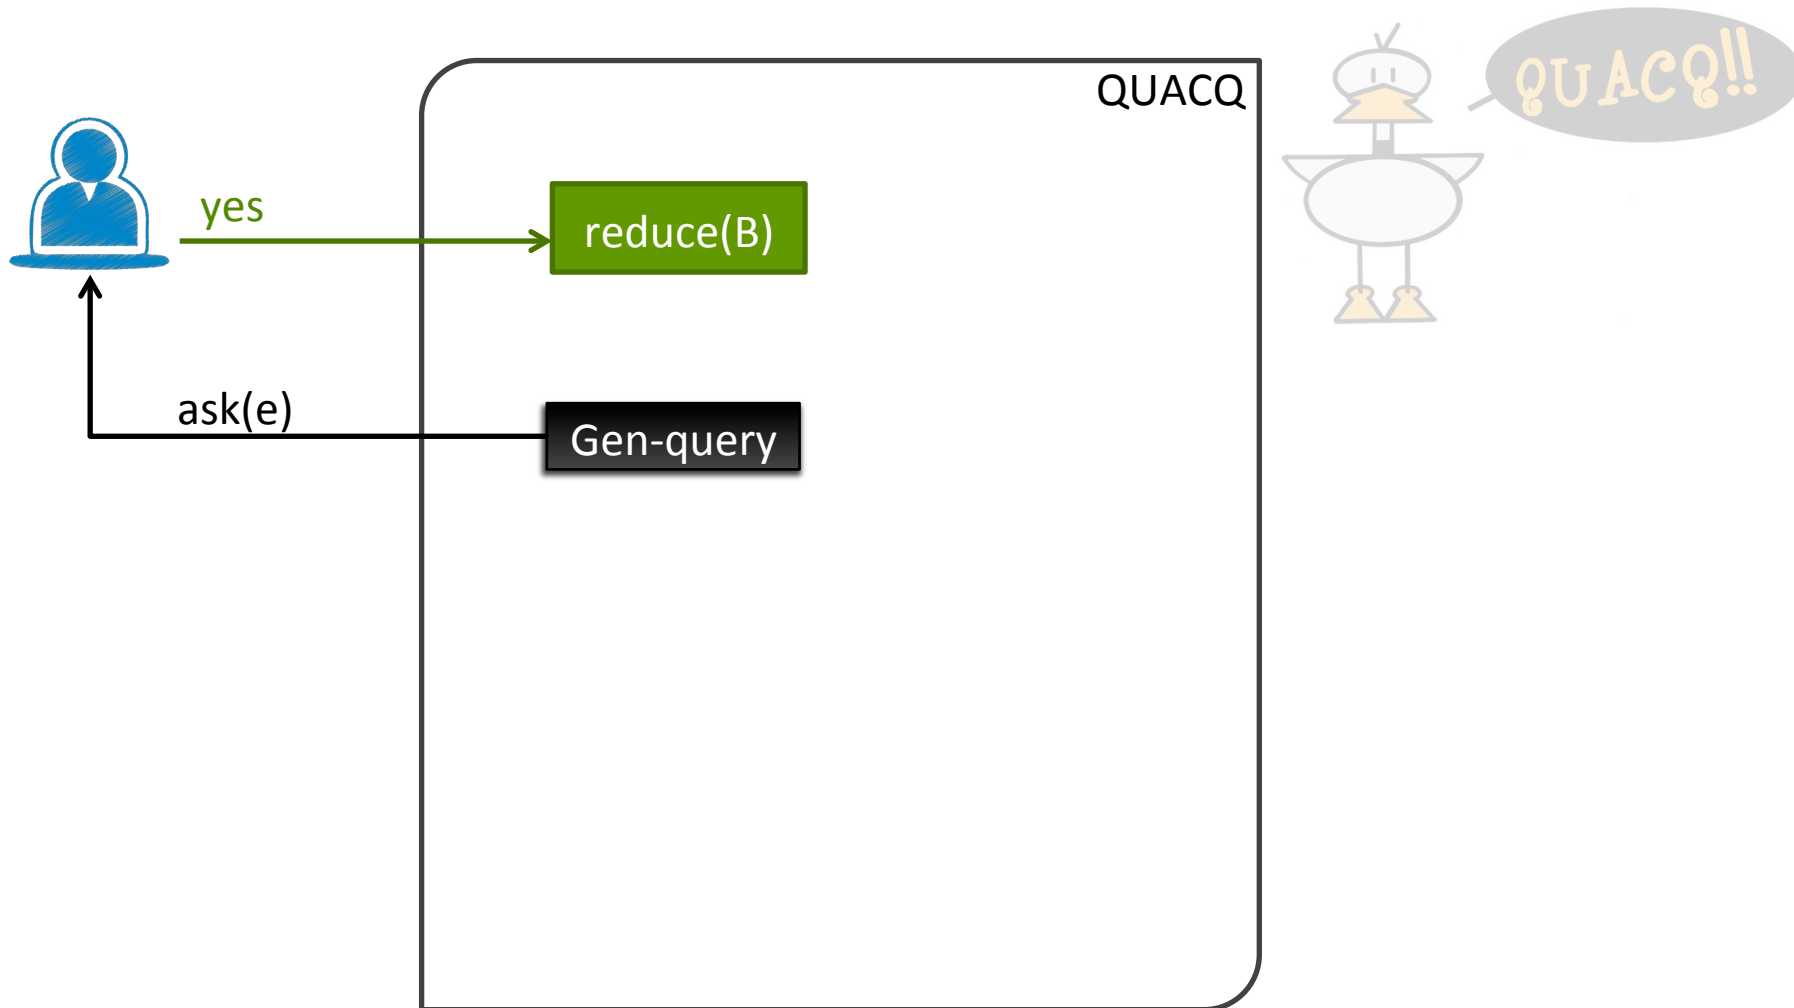 QUACQ
QUACQ!!
yes
reduce(B)
ask(e)
Gen-query